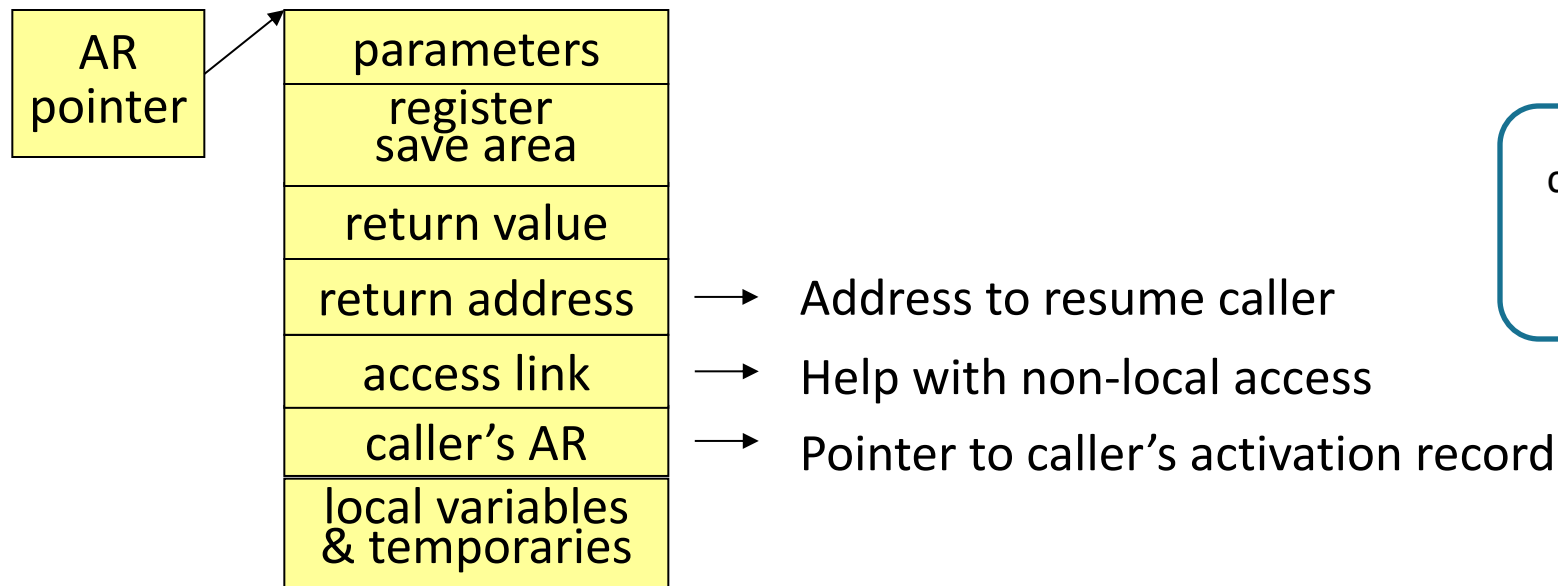 AR
pointer
parameters
register
save area
return value
return address
Address to resume caller
access link
Help with non-local access
caller’s AR
Pointer to caller’s activation record
local variables
& temporaries